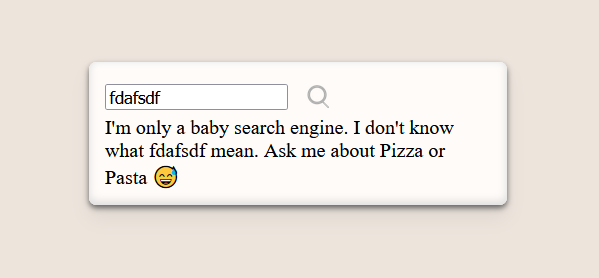 fdafsdf
I'm only a baby search engine. I don't know
what fdafsdf mean. Ask me about Pizza or
Pasta 😅